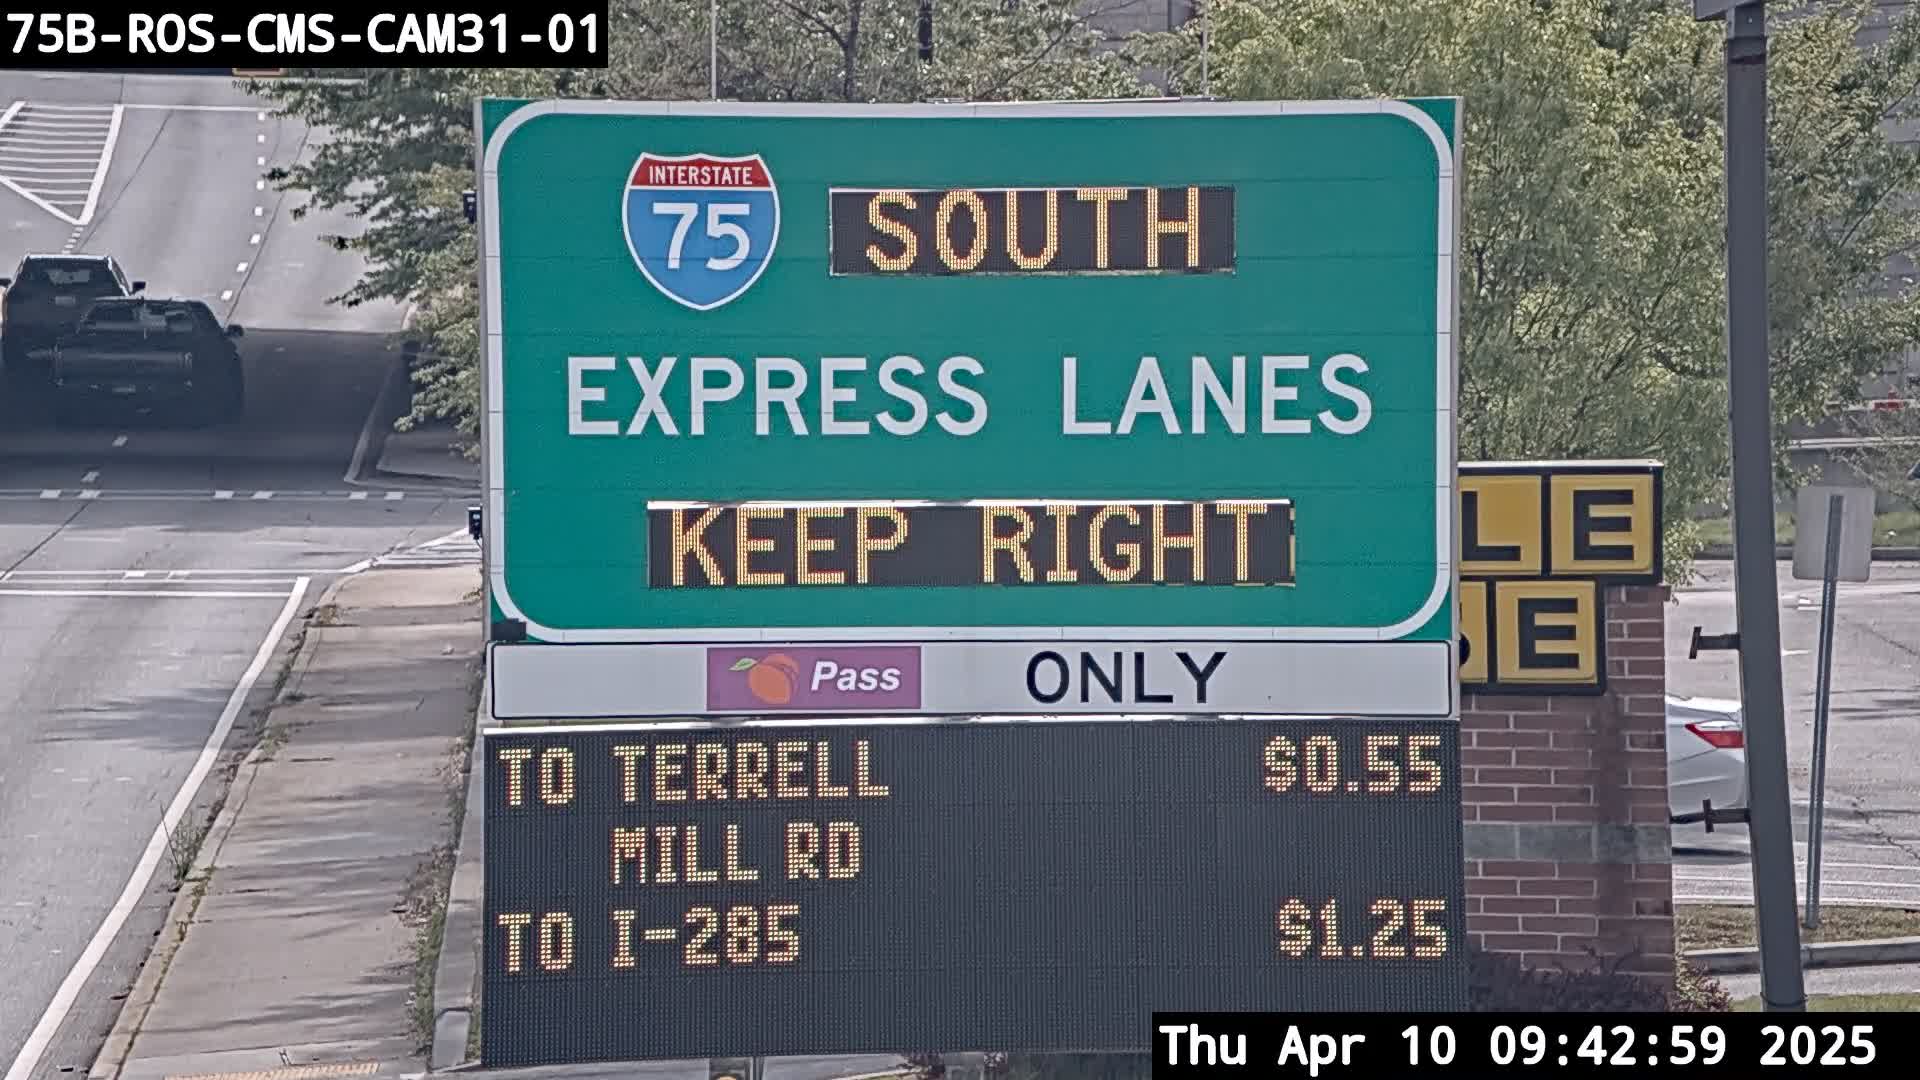 75B-ROS-CMS-CAM31-01
INTERSTATE
75
SOUTH
EXPRESS LANES
KEEP RIGHT
Pass ONLY
TO TERRELL $0.55
MILL RD
TO I-285 $1.25
LE
E
Thu Apr 10 09:42:59 2025